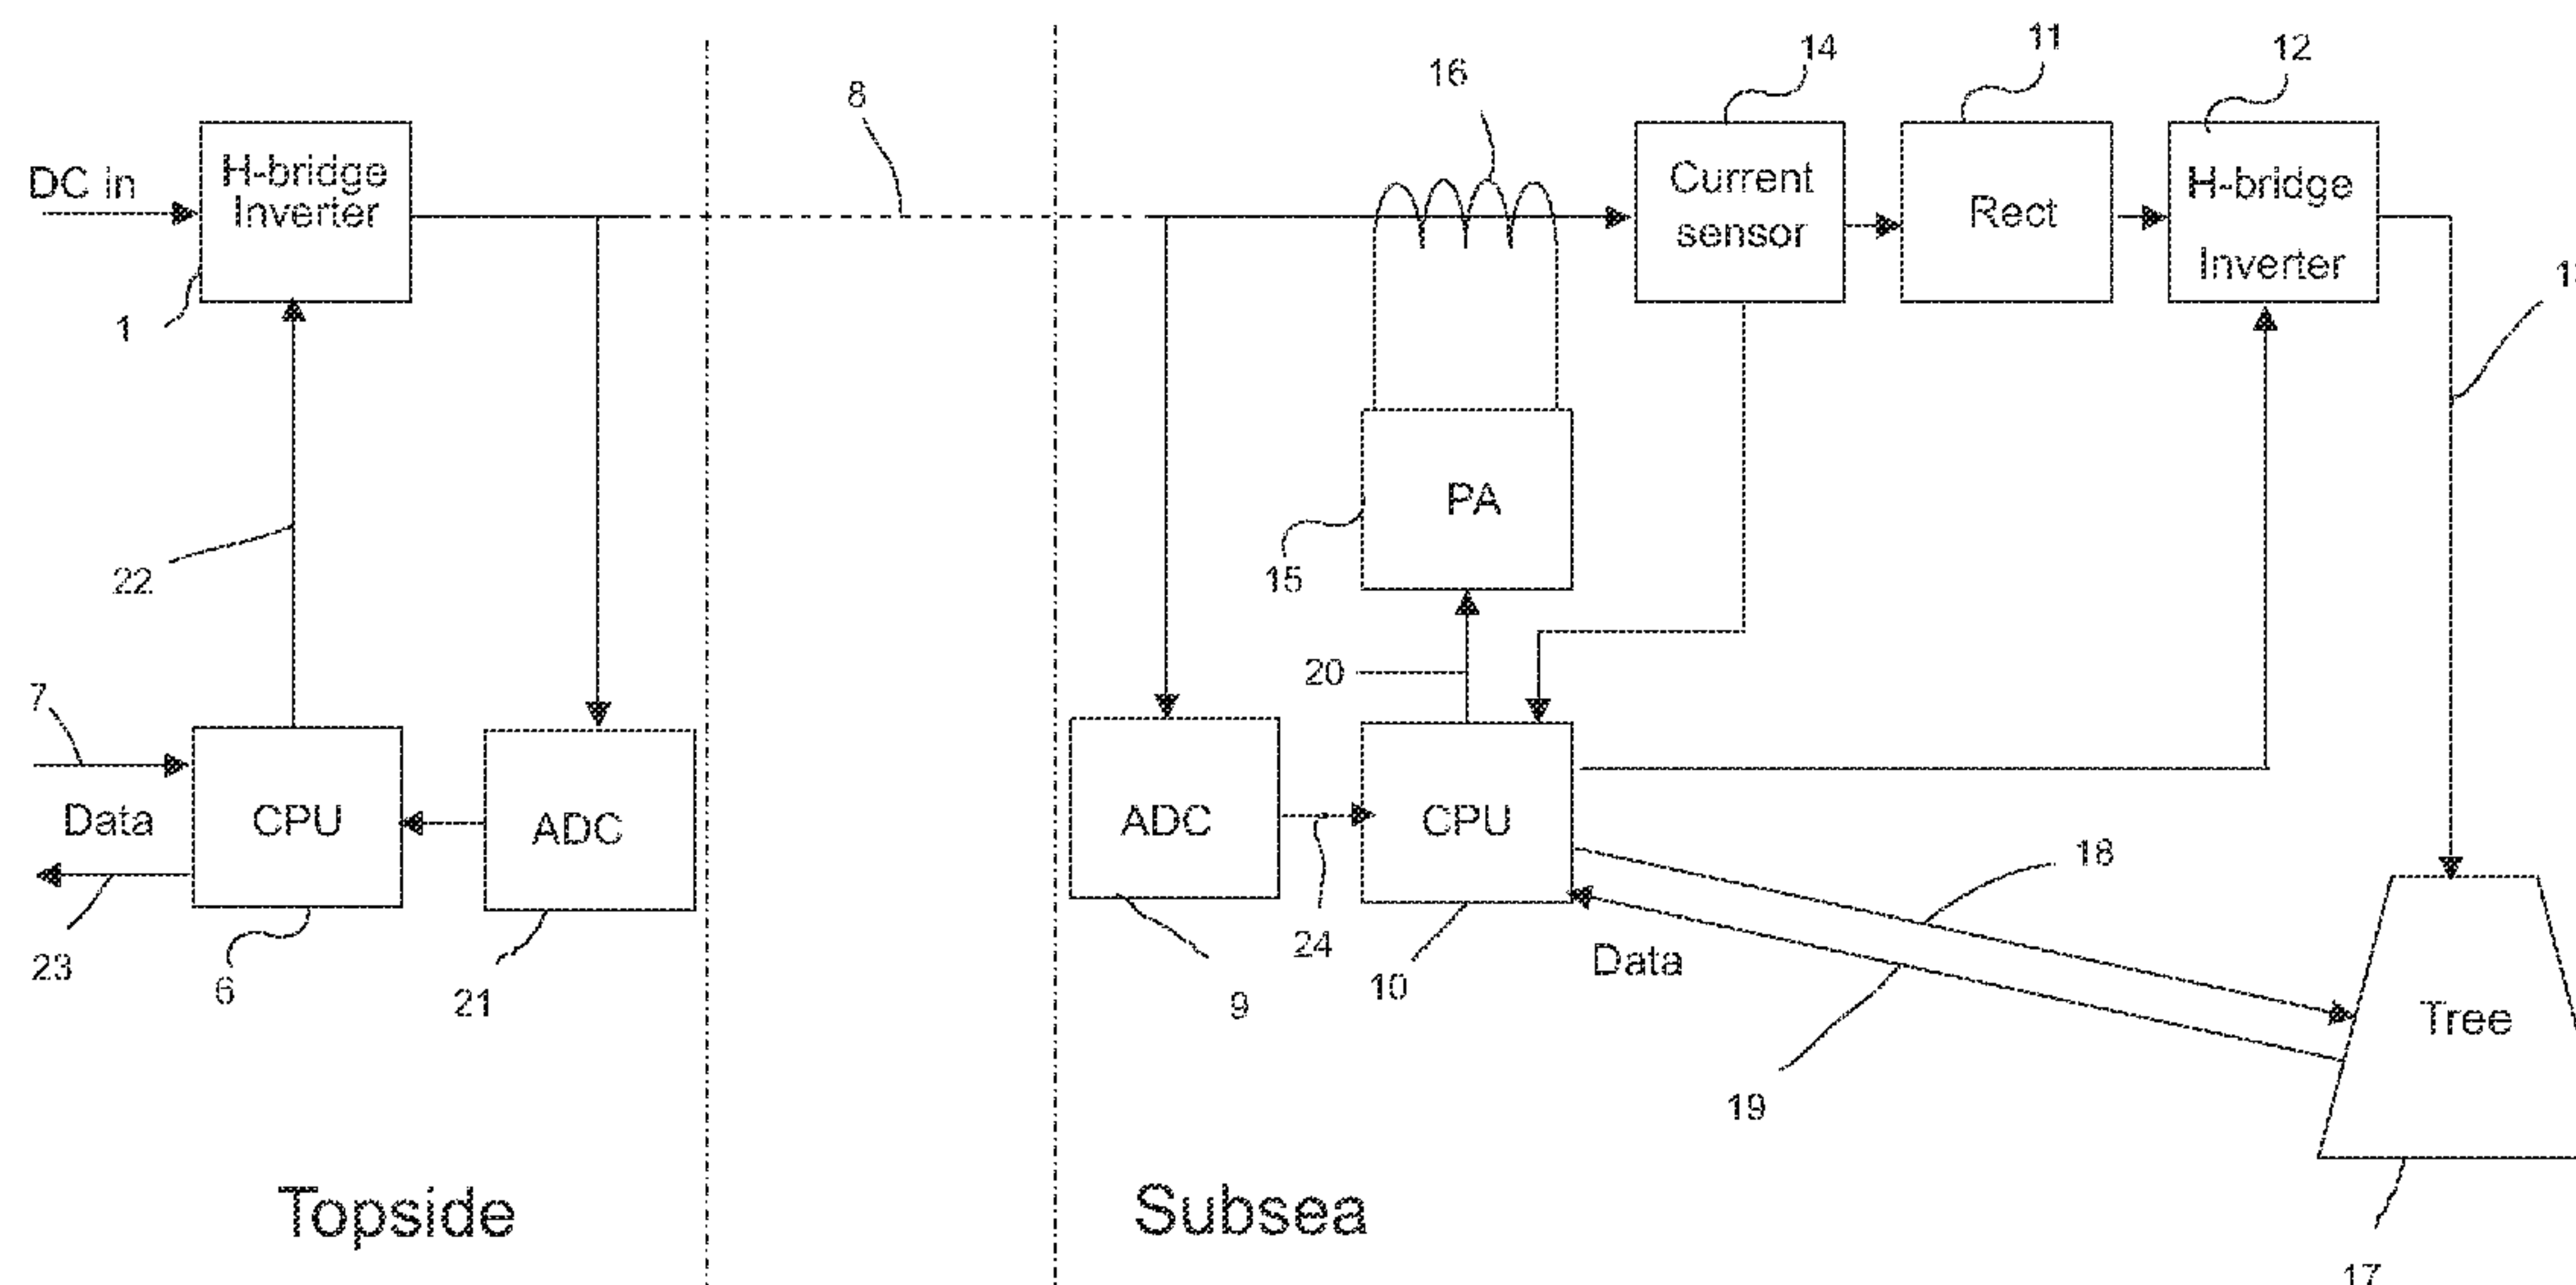 8
16
14
11
12
DC in
H-bridge
Inverter
Current
sensor
Rect
H-bridge
Inverter
1
22
PA
15
20
7
Data
CPU
ADC
ADC
CPU
18
23
6
21
9
24
10
Data
19
Tree
Topside
Subsea
17